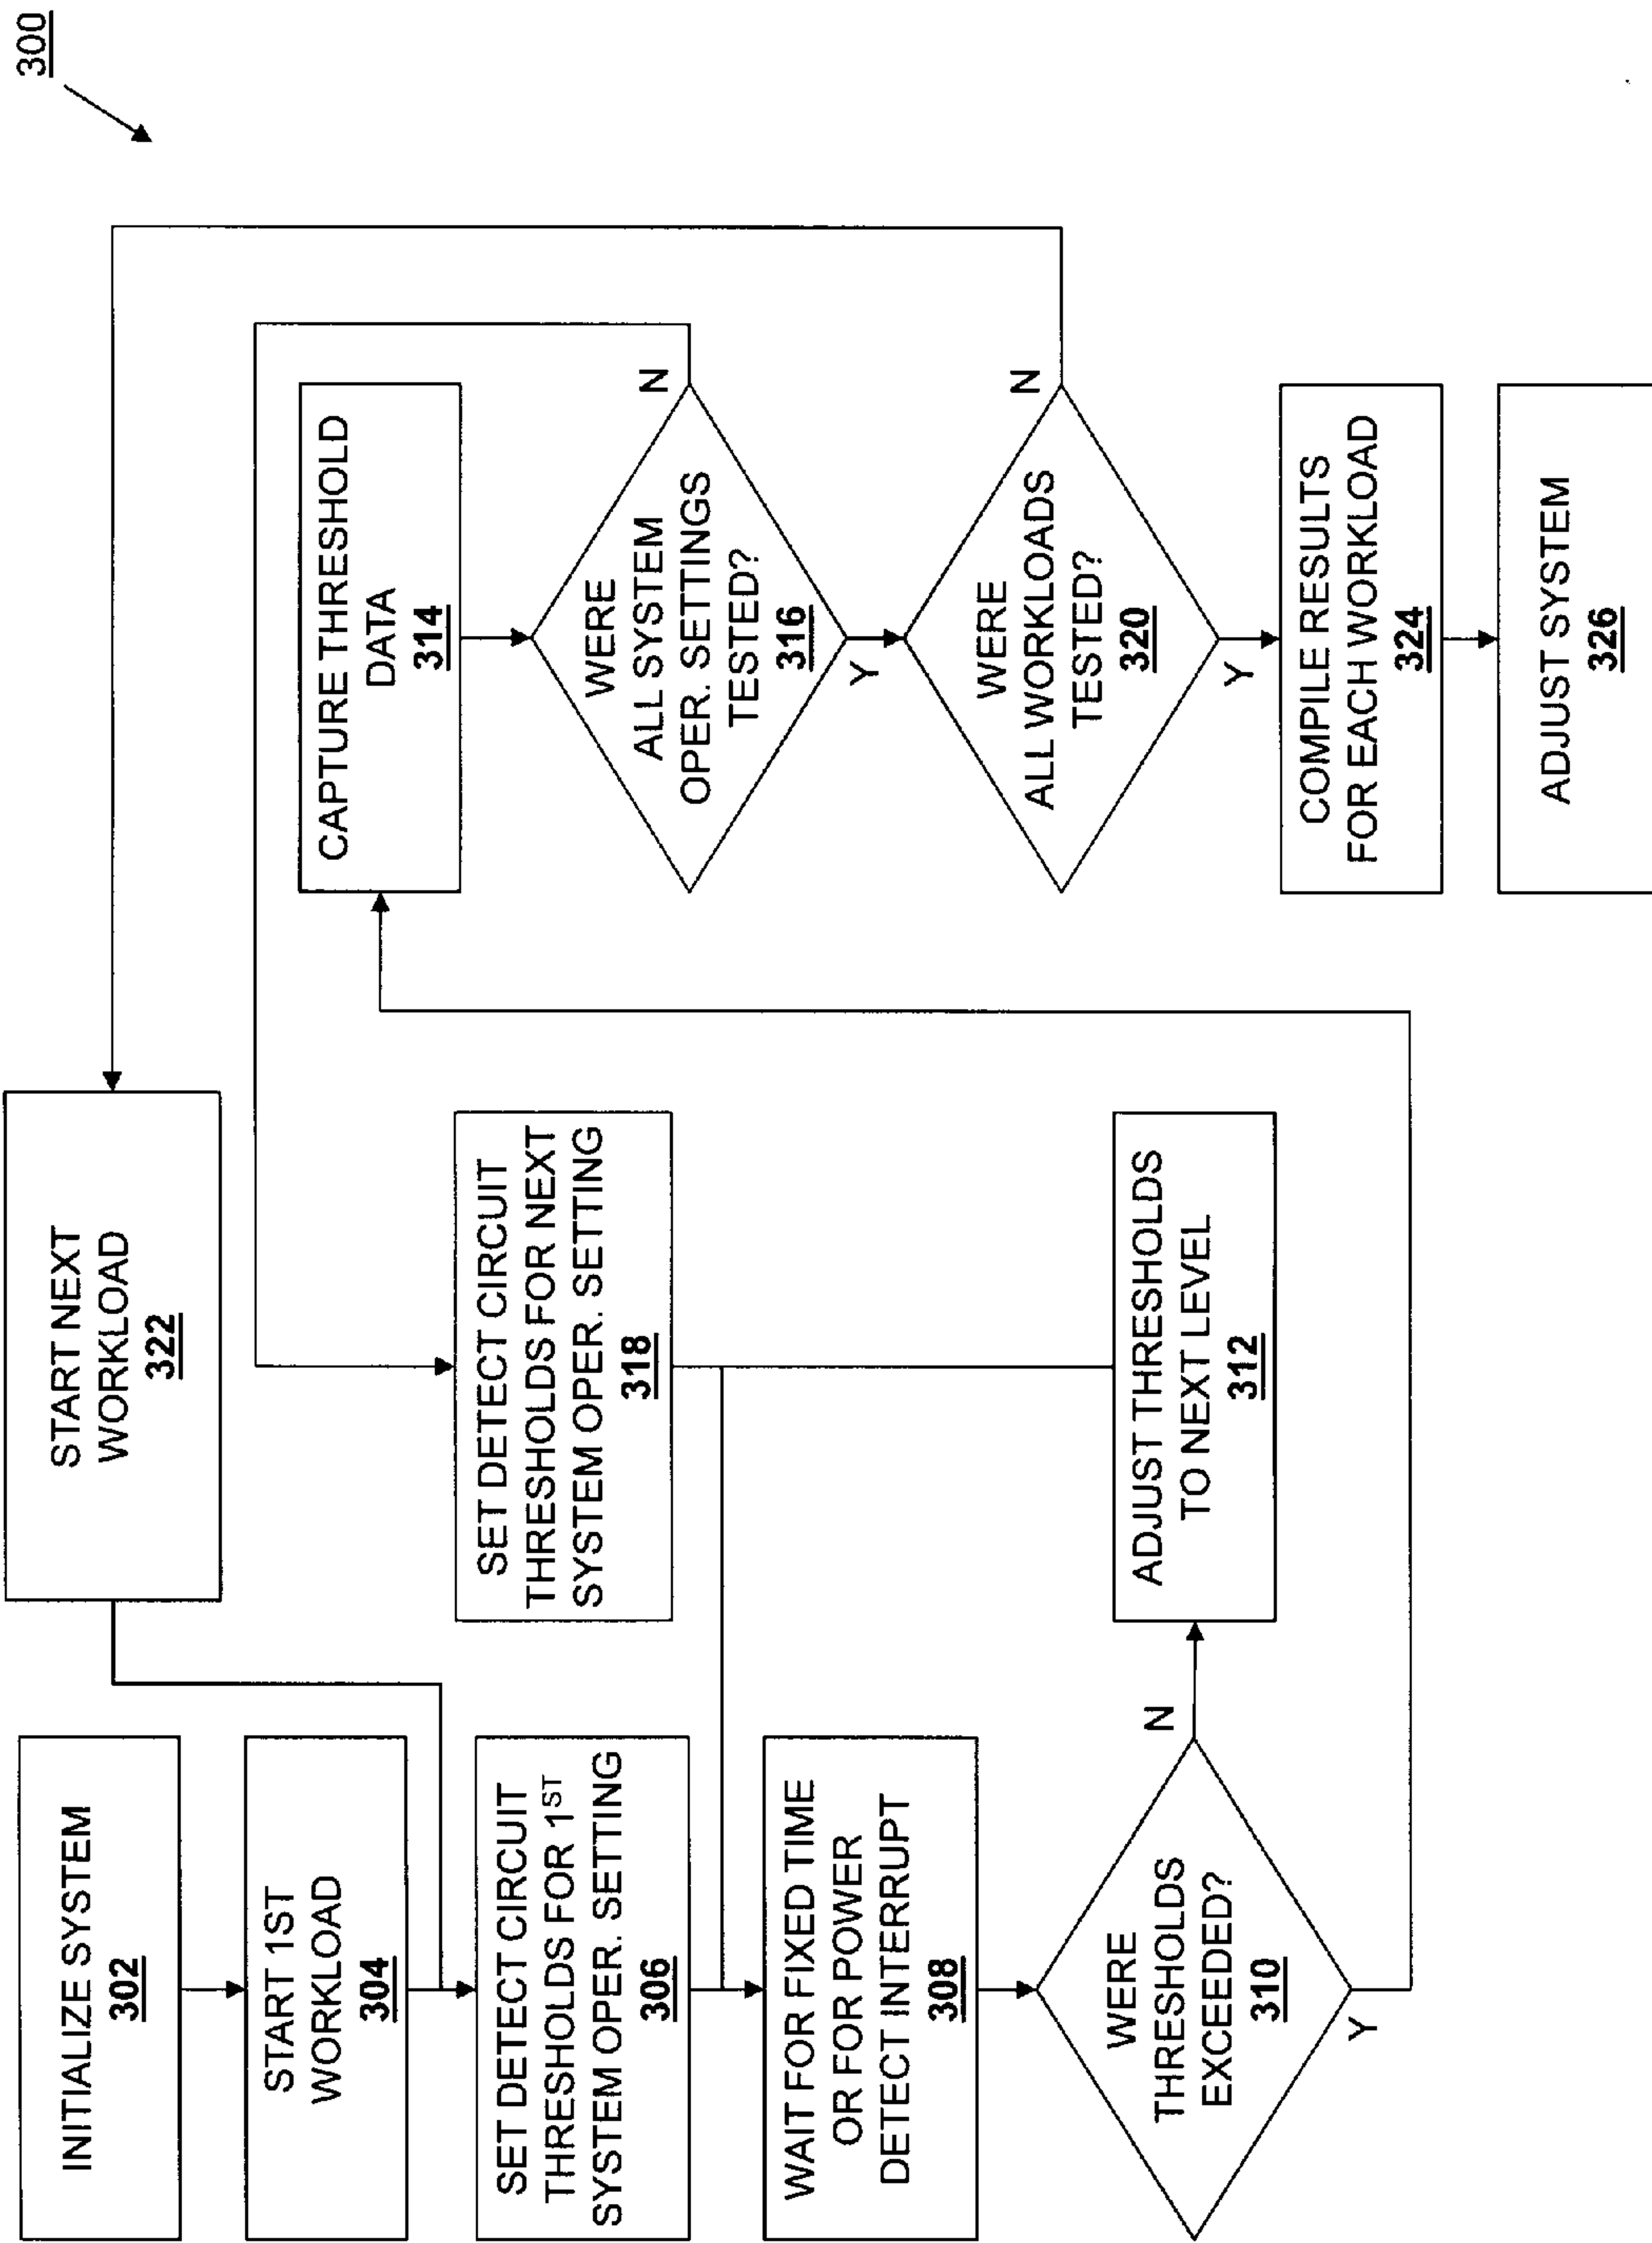 300
INITIALIZE SYSTEM
302
START 1ST
WORKLOAD
304
SET DETECT CIRCUIT
THRESHOLDS FOR 1ST
SYSTEM OPER. SETTING
306
WAIT FOR FIXED TIME
OR FOR POWER
DETECT INTERRUPT
308
WERE
THRESHOLDS
EXCEEDED?
310
Y
N
START NEXT
WORKLOAD
322
SET DETECT CIRCUIT
THRESHOLDS FOR NEXT
SYSTEM OPER. SETTING
318
ADJUST THRESHOLDS
TO NEXT LEVEL
312
CAPTURE THRESHOLD
DATA
314
WERE
ALL SYSTEM
OPER. SETTINGS
TESTED?
316
N
Y
WERE
ALL WORKLOADS
TESTED?
320
N
Y
COMPILE RESULTS
FOR EACH WORKLOAD
324
ADJUST SYSTEM
326